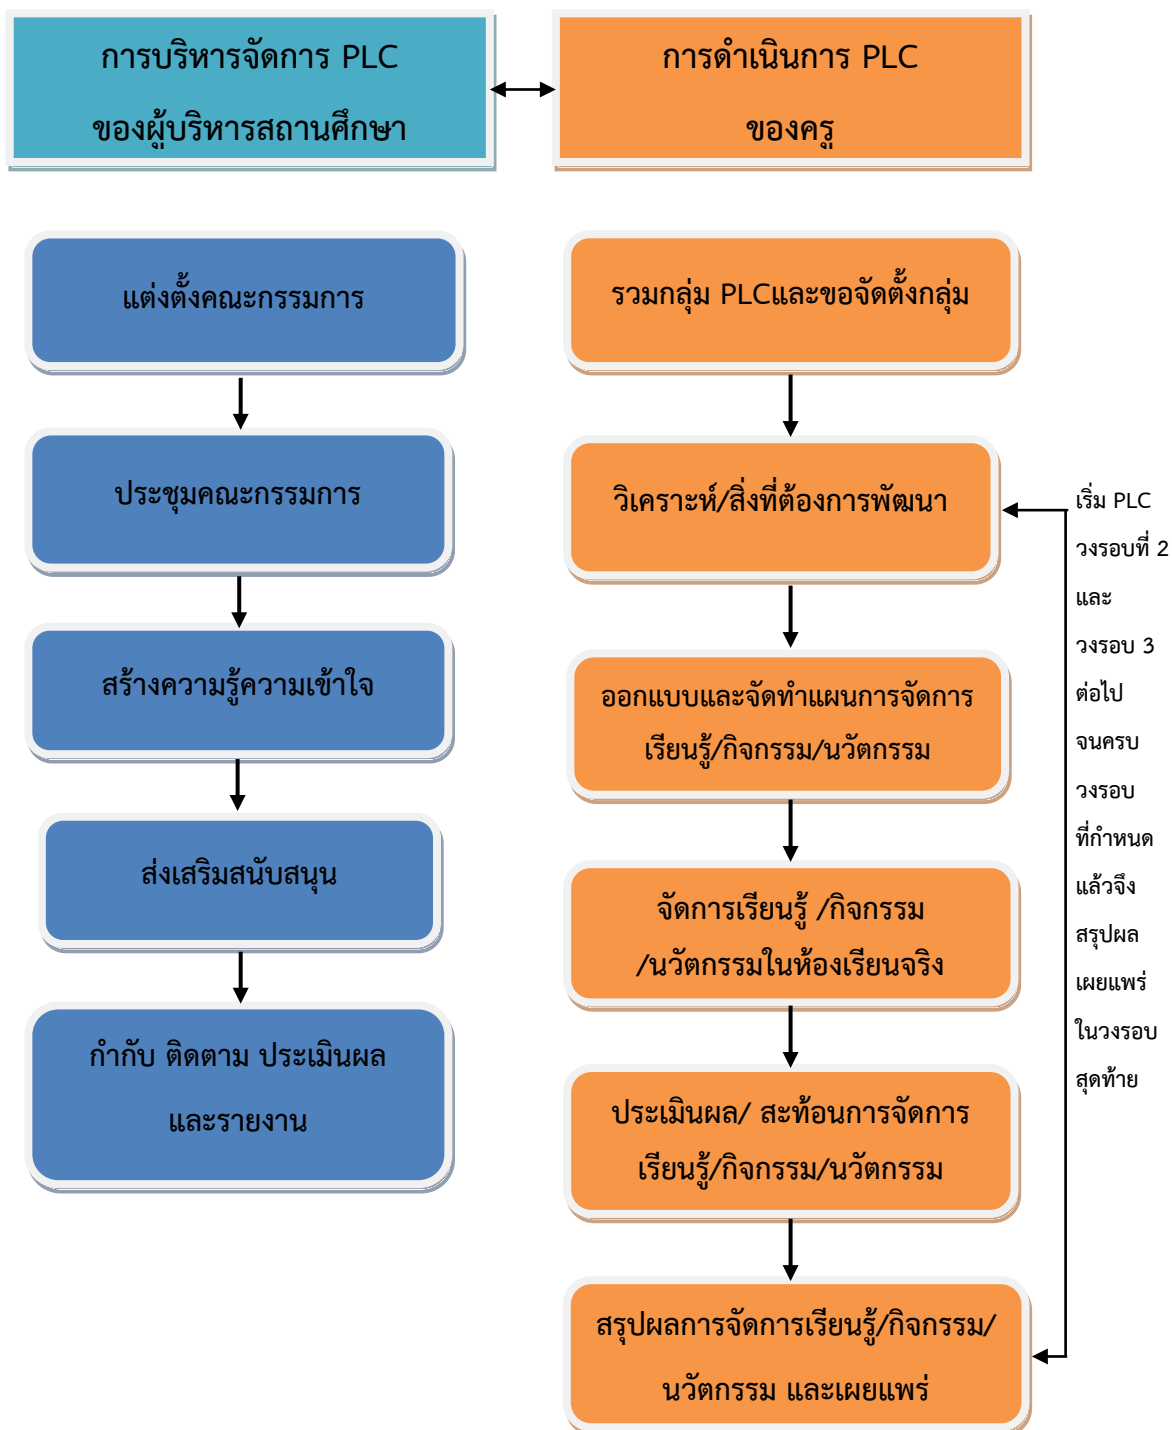 การบริหารจัดการ PLC
ของผู้บริหารสถานศึกษา
การดำเนินการ PLC
ของครู
แต่งตั้งคณะกรรมการ
ประชุมคณะกรรมการ
สร้างความรู้ความเข้าใจ
ส่งเสริมสนับสนุน
กำกับ ติดตาม ประเมินผล
และรายงาน
รวมกลุ่ม PLCและขอจัดตั้งกลุ่ม
วิเคราะห์/สิ่งที่ต้องการพัฒนา
ออกแบบและจัดทำแผนการจัดการ
เรียนรู้/กิจกรรม/นวัตกรรม
จัดการเรียนรู้ /กิจกรรม
/นวัตกรรมในห้องเรียนจริง
ประเมินผล/ สะท้อนการจัดการ
เรียนรู้/กิจกรรม/นวัตกรรม
สรุปผลการจัดการเรียนรู้/กิจกรรม/
นวัตกรรม และเผยแพร่
เริ่ม PLC
วงรอบที่ 2
และ
วงรอบ 3
ต่อไป
จนครบ
วงรอบ
ที่กำหนด
แล้วจึง
สรุปผล
เผยแพร่
ในวงรอบ
สุดท้าย